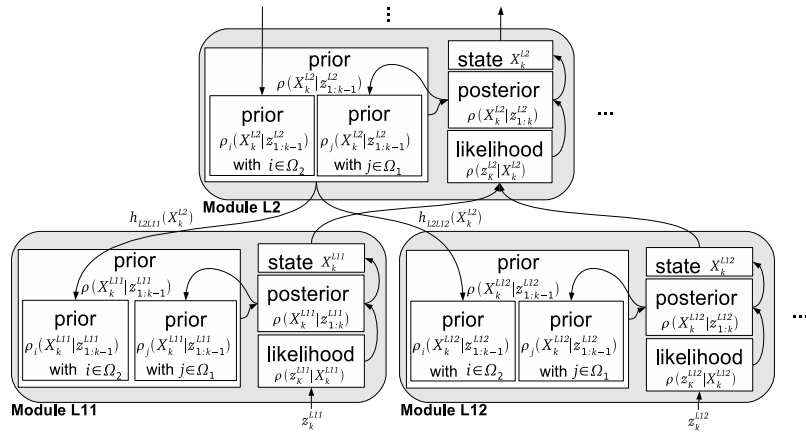 ⋮
...
prior
ρ(X_k^{L2}|z_{1:k-1}^{L2})
prior
ρ_i(X_k^{L2}|z_{1:k-1}^{L2})
with i∈Ω_2
prior
ρ_j(X_k^{L2}|z_{1:k-1}^{L2})
with j∈Ω_1
state X_k^{L2}
posterior
ρ(X_k^{L2}|z_{1:k}^{L2})
likelihood
ρ(z_K^{L2}|X_k^{L2})
Module L2
...
h_{L2L11}(X_k^{L2})
h_{L2L12}(X_k^{L2})
prior
ρ(X_k^{L11}|z_{1:k-1}^{L11})
prior
ρ_i(X_k^{L11}|z_{1:k-1}^{L11})
with i∈Ω_2
prior
ρ_j(X_k^{L11}|z_{1:k-1}^{L11})
with j∈Ω_1
state X_k^{L11}
posterior
ρ(X_k^{L11}|z_{1:k}^{L11})
likelihood
ρ(z_K^{L11}|X_k^{L11})
Module L11
z_k^{L11}
prior
ρ(X_k^{L12}|z_{1:k-1}^{L12})
prior
ρ_i(X_k^{L12}|z_{1:k-1}^{L12})
with i∈Ω_2
prior
ρ_j(X_k^{L12}|z_{1:k-1}^{L12})
with j∈Ω_1
state X_k^{L12}
posterior
ρ(X_k^{L12}|z_{1:k}^{L12})
likelihood
ρ(z_K^{L12}|X_k^{L12})
Module L12
z_k^{L12}
...